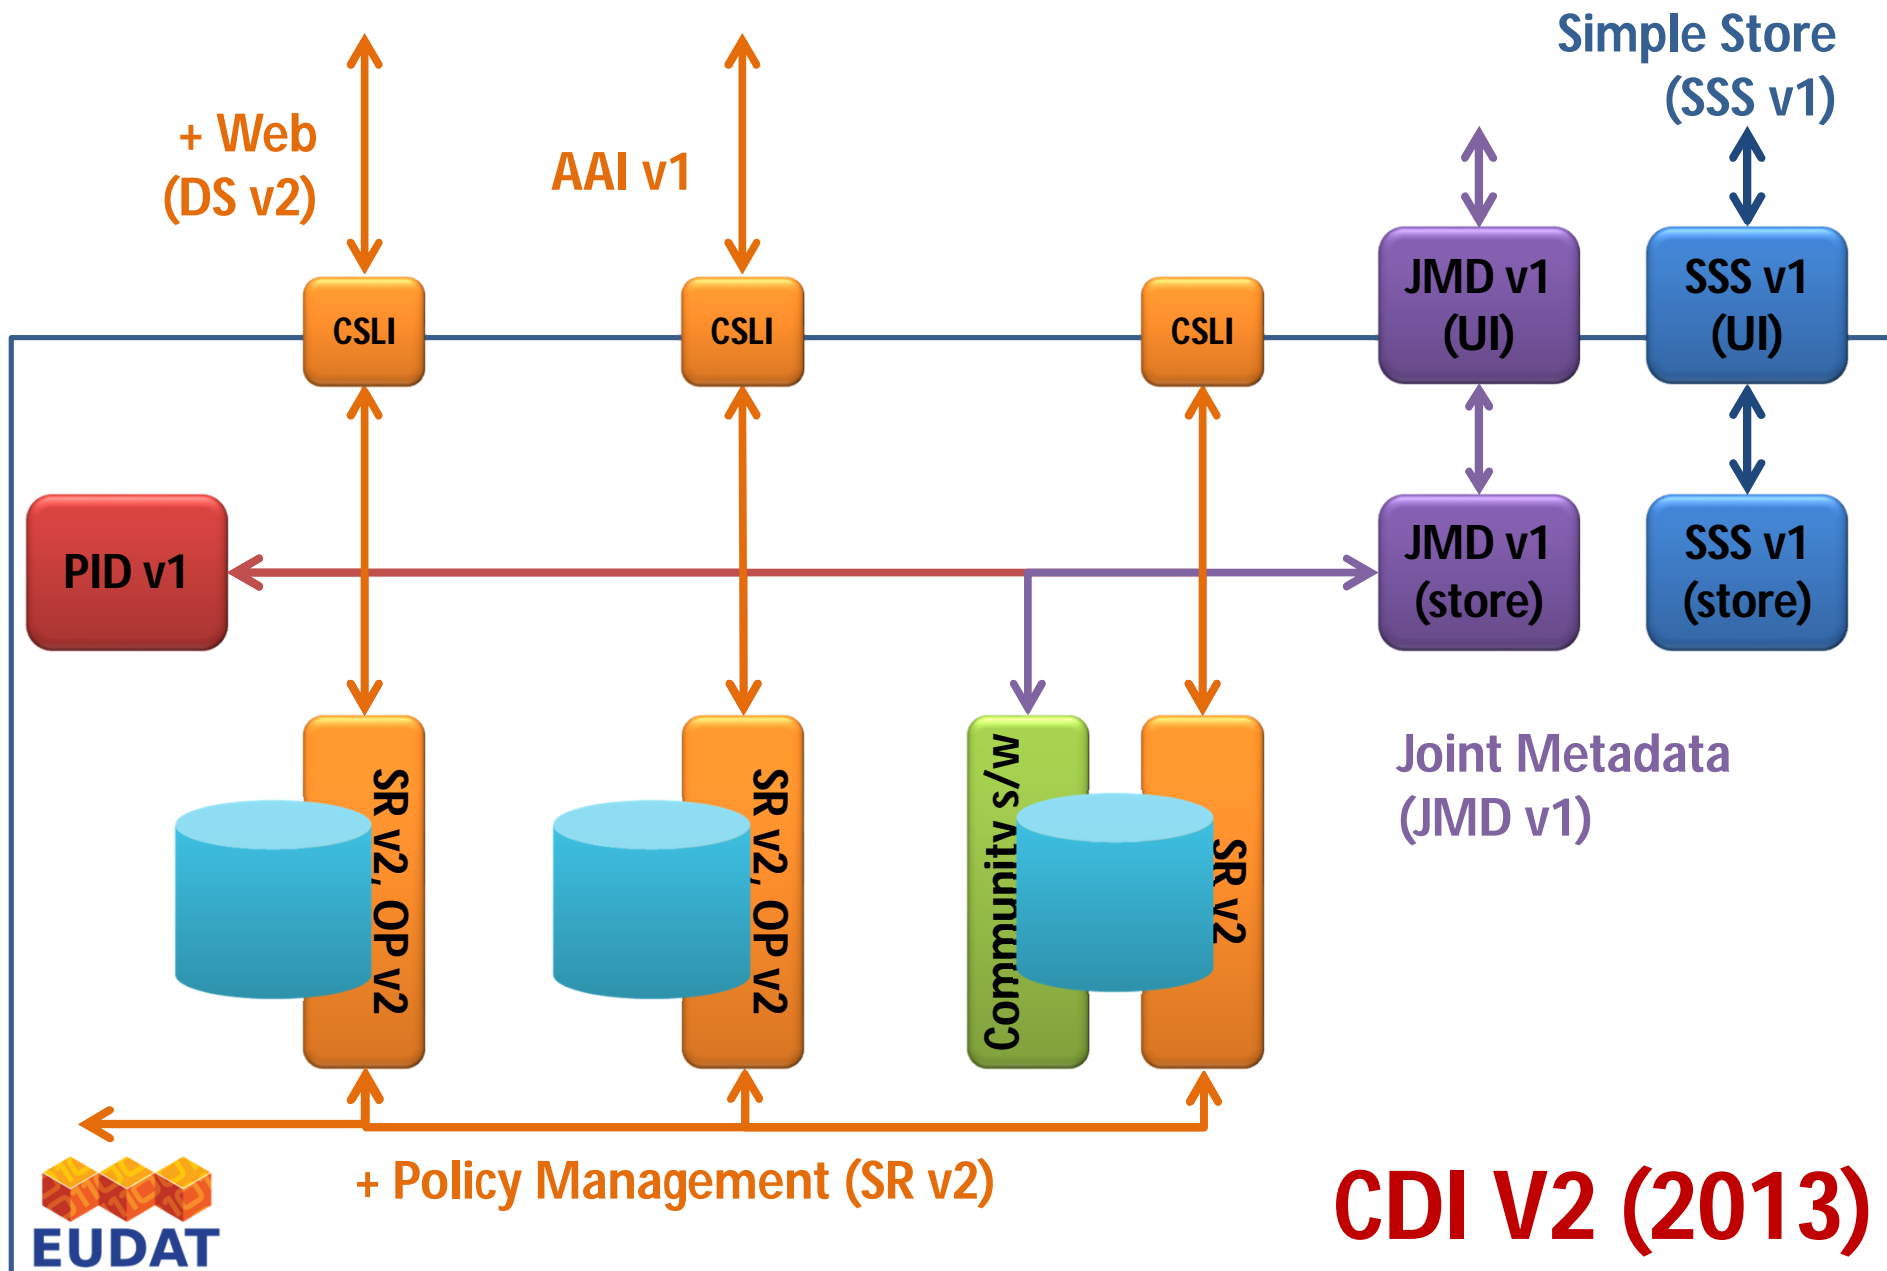 Simple Store
(SSS v1)
+ Web
(DS v2)
AAI v1
CSLI
CSLI
CSLI
JMD v1
(UI)
SSS v1
(UI)
PID v1
JMD v1
(store)
SSS v1
(store)
SR v2, OP v2
SR v2, OP v2
Community s/w
SR v2
Joint Metadata
(JMD v1)
+ Policy Management (SR v2)
CDI V2 (2013)
EUDAT